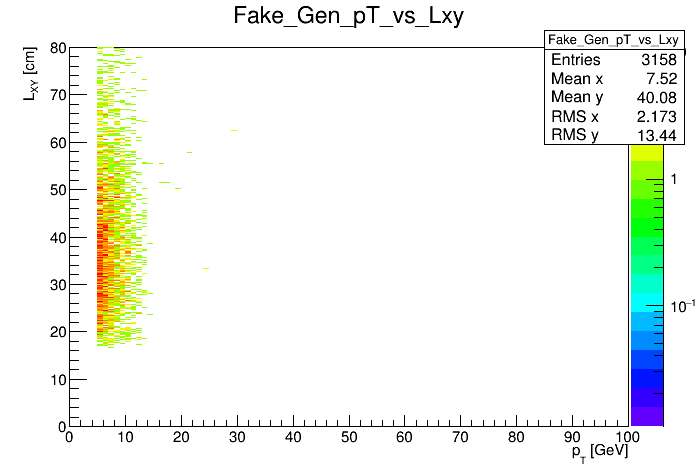 Fake_Gen_pT_vs_Lxy
Fake_Gen_pT_vs_Lxy
Entries 3158
Mean x 7.52
Mean y 40.08
RMS x 2.173
RMS y 13.44
L_XY [cm]
80
70
60
50
40
30
20
10
0
0 10 20 30 40 50 60 70 80 90 100
p_T [GeV]
1
10^-1